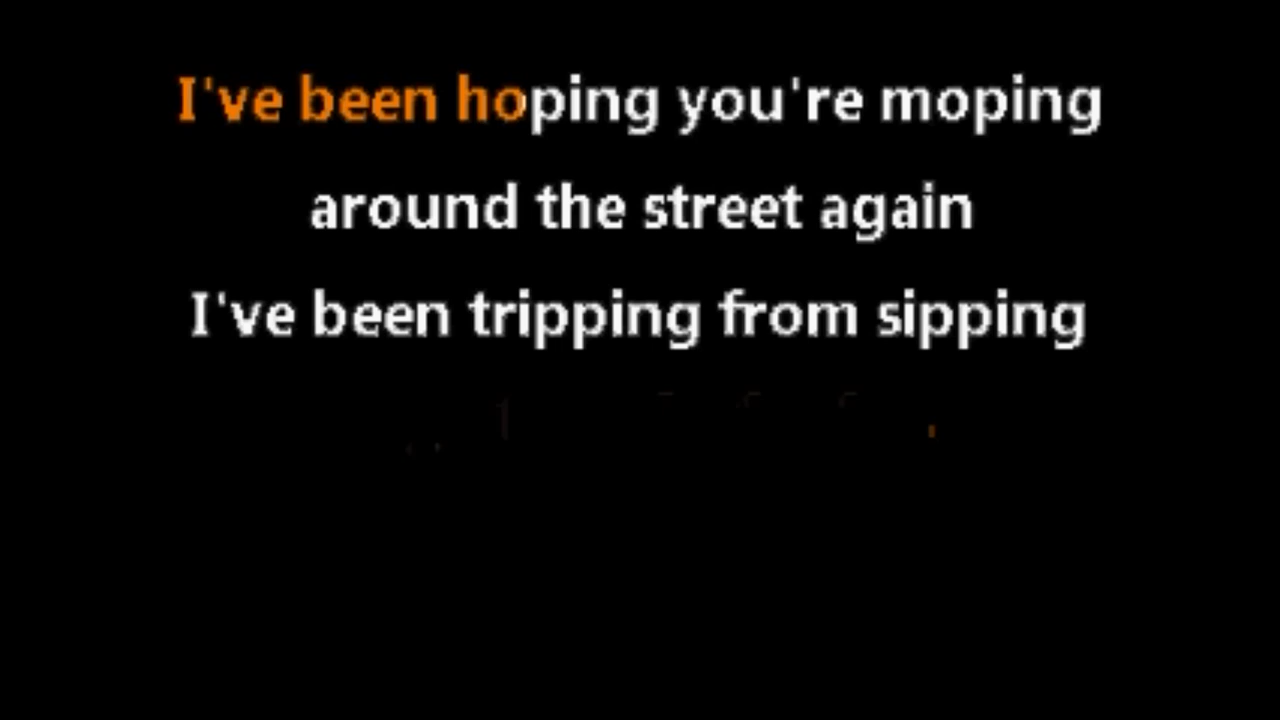 I've been hoping you're moping
around the street again
I've been tripping from sipping